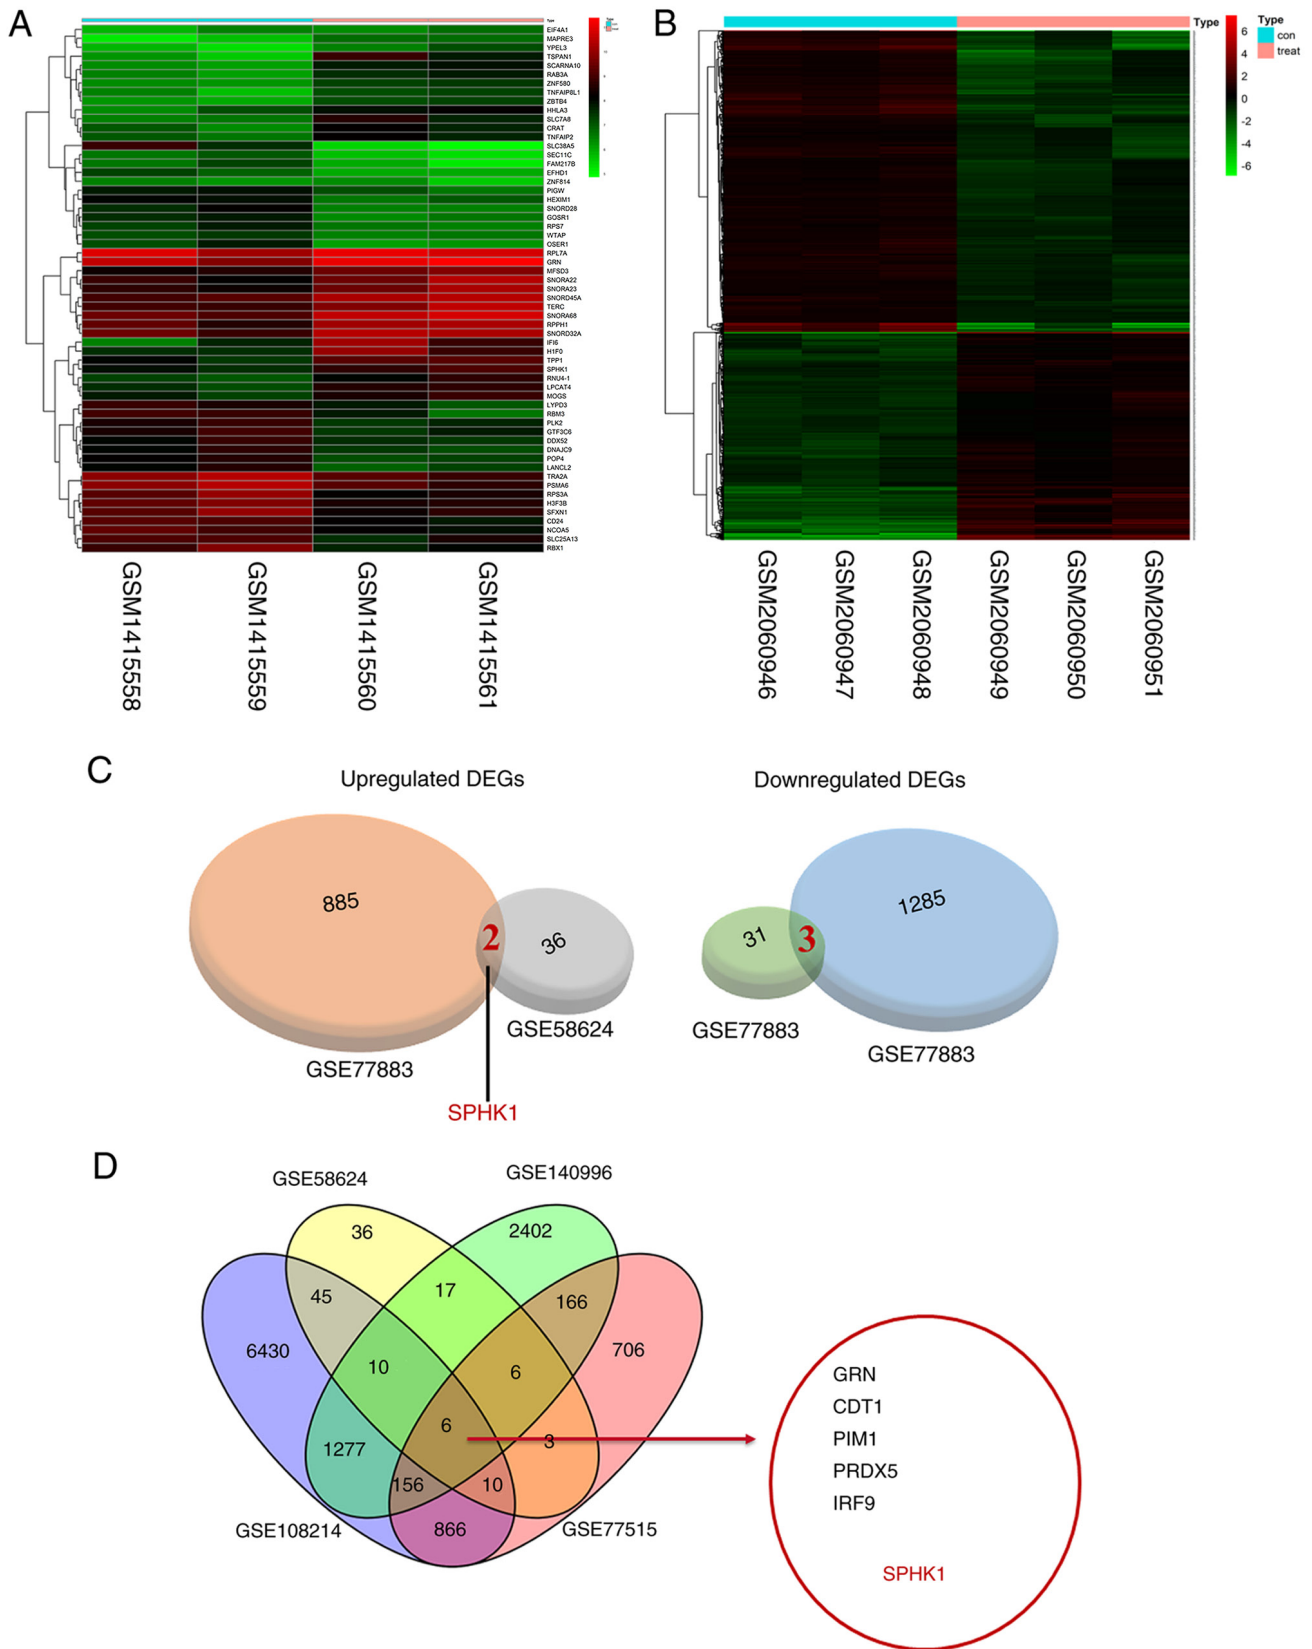 A
Type
Type
con
treat
EIF4A1
MAPRE3
YPEL3
TSPAN1
SCARNA10
RAB3A
ZNF580
TNFAIP8L1
ZBTB4
HHLA3
SLC7A8
CRAT
TNFAIP2
SLC38A5
SEC11C
FAM217B
EFHD1
ZNF814
PIGW
HEXIM1
SNORD28
GOSR1
RPS7
WTAP
OSER1
RPL7A
GRN
MFSD3
SNORA22
SNORA23
SNORD45A
TERC
SNORA68
RPPH1
SNORD32A
IFI6
H1F0
TPP1
SPHK1
RNU4-1
LPCAT4
MOGS
LYPD3
RBM3
PLK2
GTF3C6
DDX52
DNAJC9
POP4
LANCL2
TRA2A
PSMA6
RPS3A
H3F3B
SFXN1
CD24
NCOA5
SLC25A13
RBX1
GSM1415558
GSM1415559
GSM1415560
GSM1415561
B
Type
6
4
2
0
-2
-4
-6
Type
con
treat
GSM2060946
GSM2060947
GSM2060948
GSM2060949
GSM2060950
GSM2060951
C
Upregulated DEGs
Downregulated DEGs
885
2
36
GSE58624
GSE77883
SPHK1
31
3
1285
GSE77883
GSE77883
D
GSE58624
GSE140996
36
2402
45
17
166
6430
10
6
706
6
1277
3
156
10
866
GSE108214
GSE77515
GRN
CDT1
PIM1
PRDX5
IRF9
SPHK1